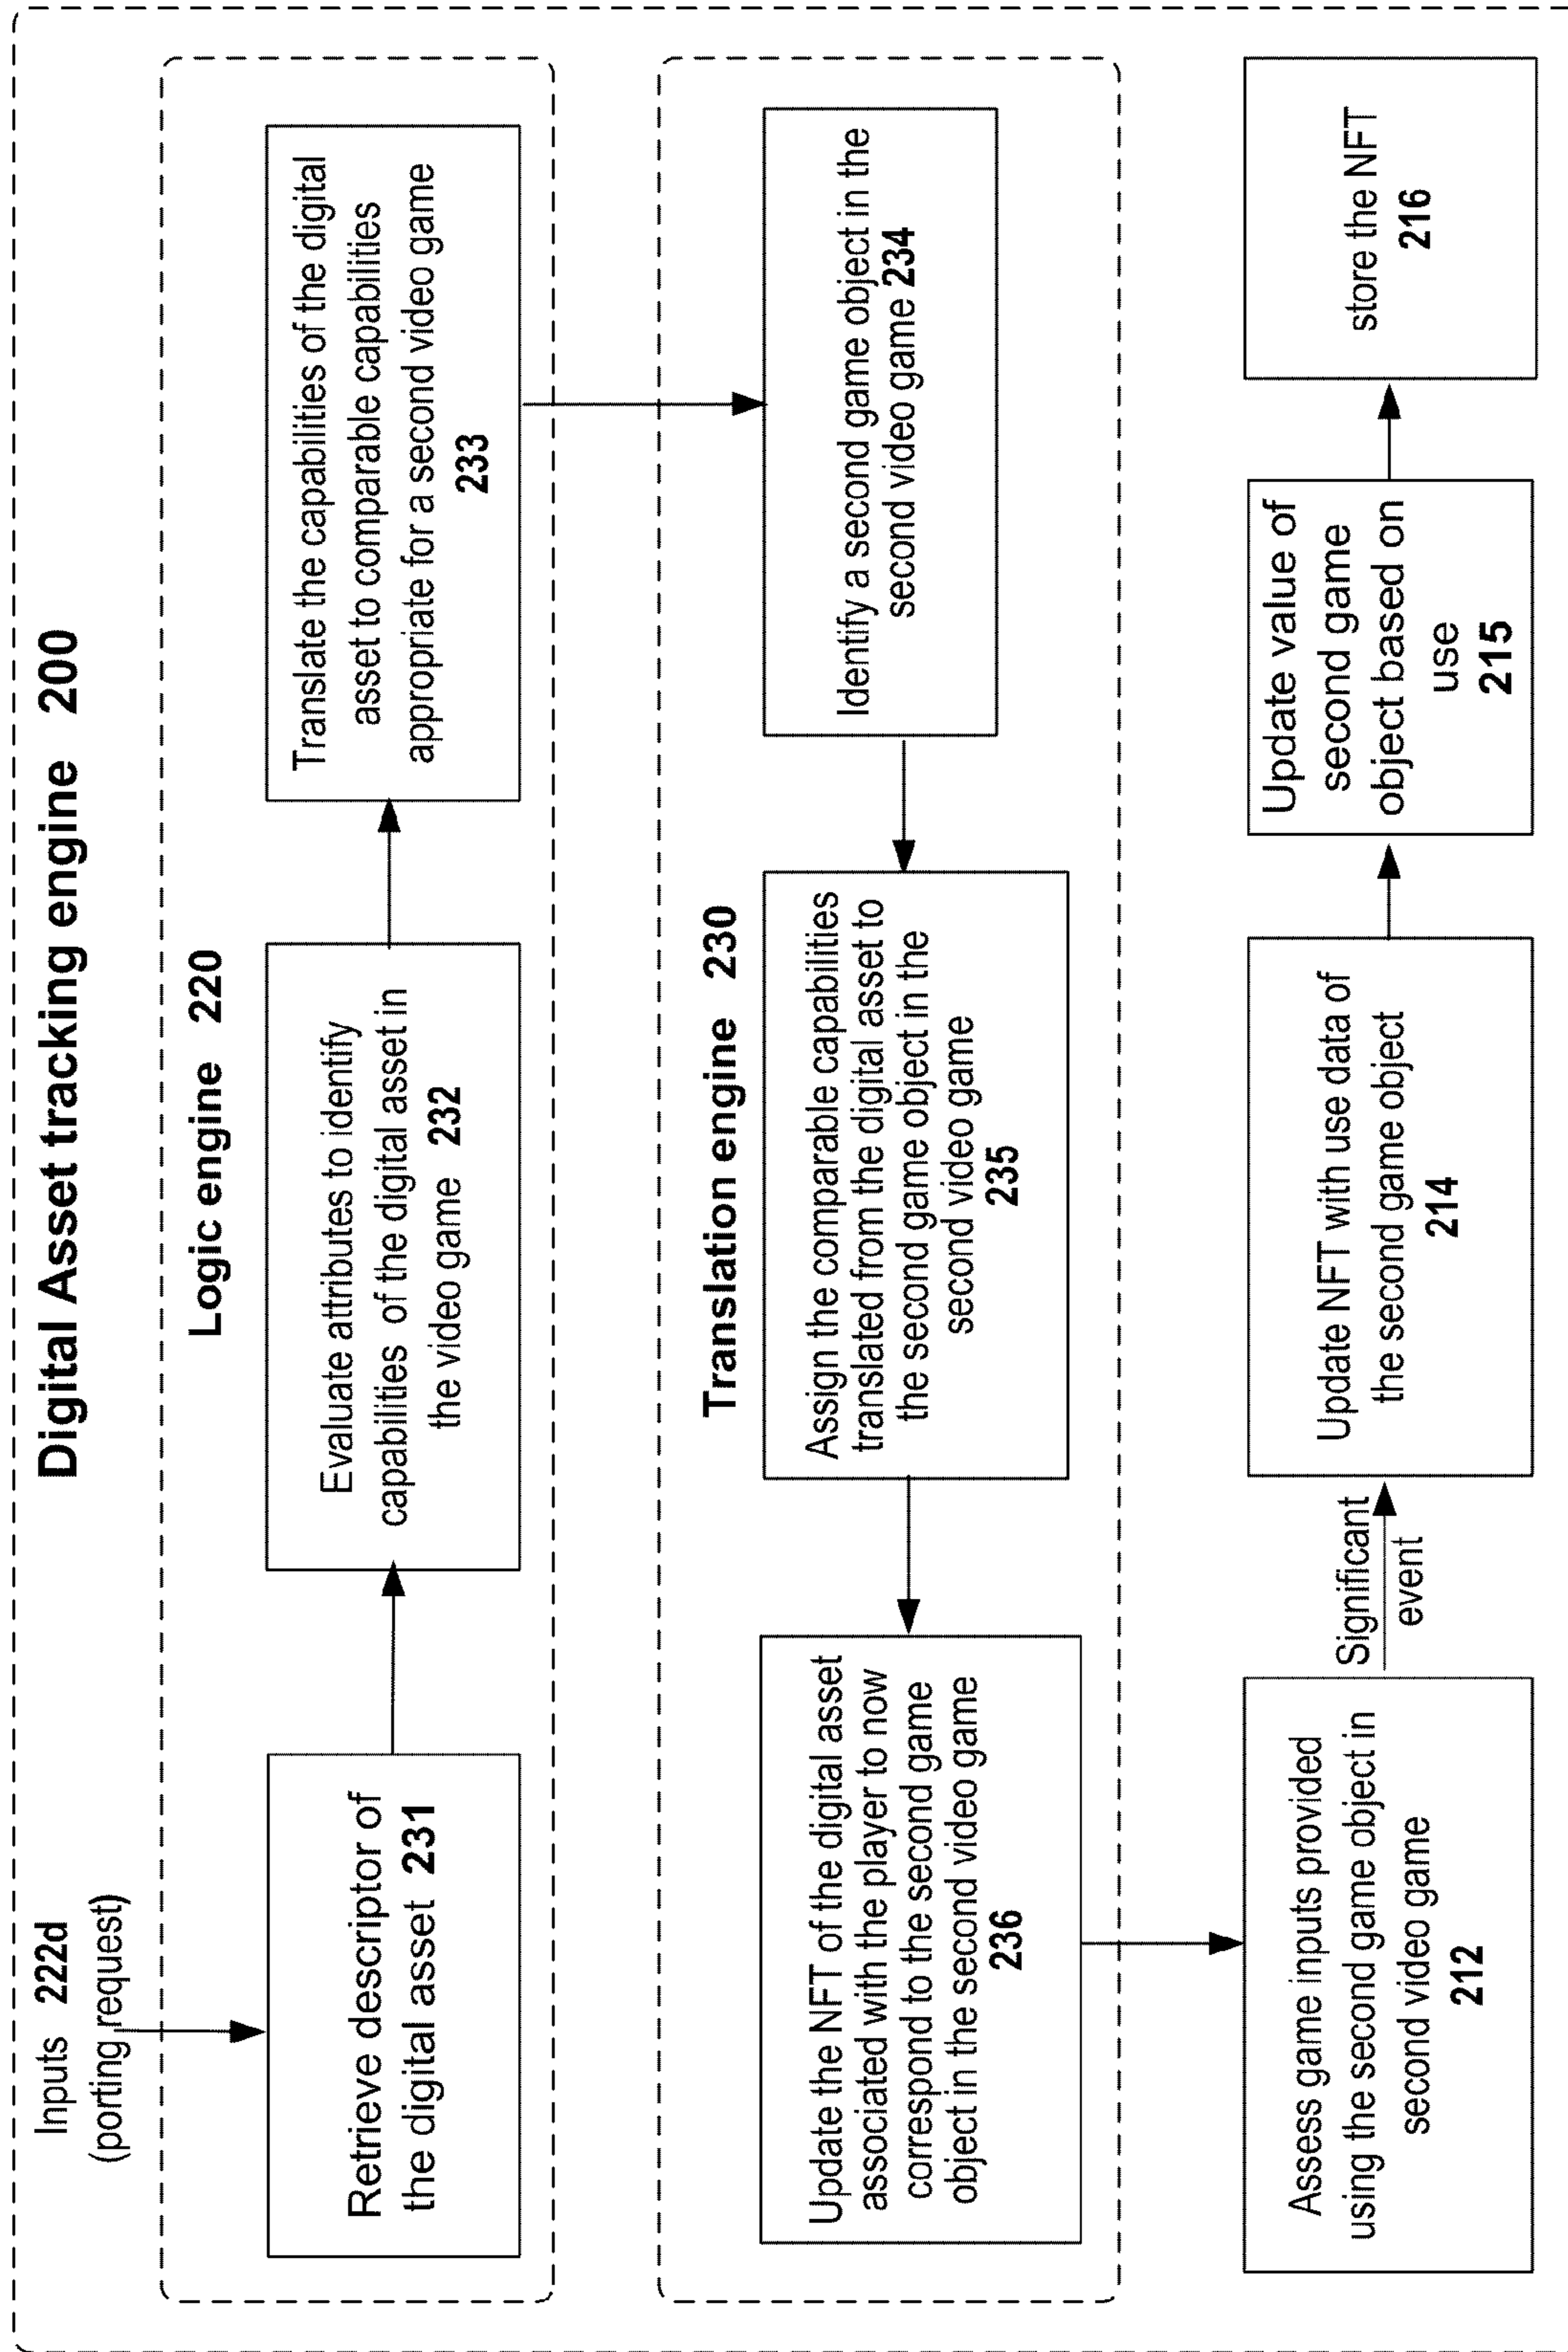 Digital Asset tracking engine 200
Inputs 222d
(porting request)
Logic engine 220
Retrieve descriptor of
the digital asset 231
Evaluate attributes to identify
capabilities of the digital asset in
the video game 232
Translate the capabilities of the digital
asset to comparable capabilities
appropriate for a second video game
233
Translation engine 230
Identify a second game object in the
second video game 234
Assign the comparable capabilities
translated from the digital asset to
the second game object in the
second video game
235
Update the NFT of the digital asset
associated with the player to now
correspond to the second game
object in the second video game
236
Assess game inputs provided
using the second game object in
second video game
212
Significant
event
Update NFT with use data of
the second game object
214
Update value of
second game
object based on
use
215
store the NFT
216